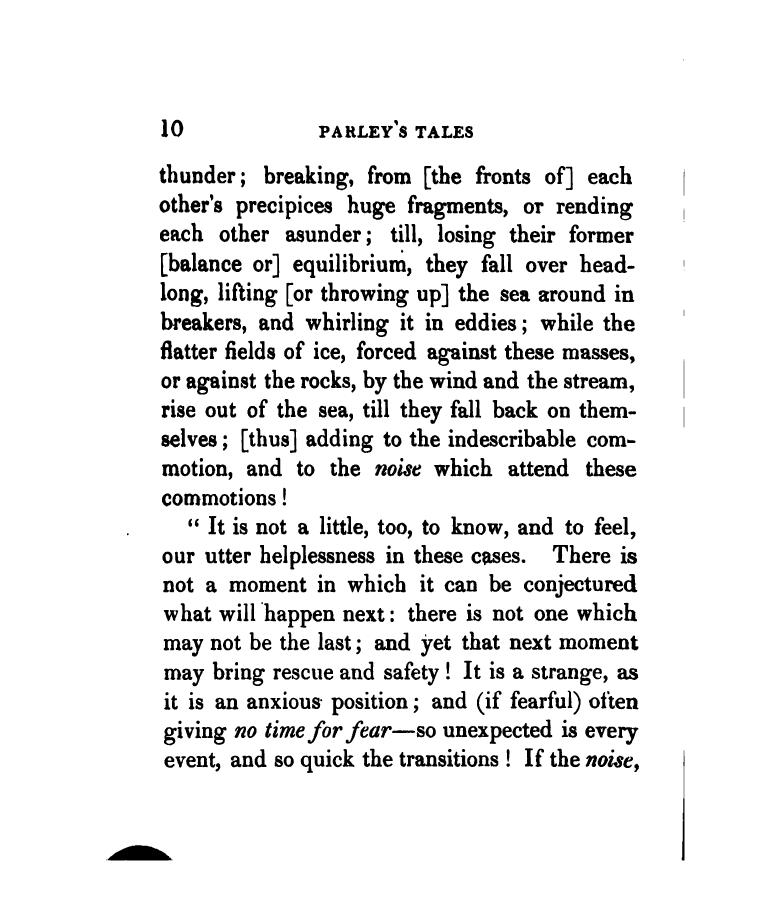 10 PARLEY'S TALES
thunder; breaking, from [the fronts of] each
other's precipices huge fragments, or rending
each other asunder; till, losing their former
[balance or] equilibrium, they fall over head-
long, lifting [or throwing up] the sea around in
breakers, and whirling it in eddies; while the
flatter fields of ice, forced against these masses,
or against the rocks, by the wind and the stream,
rise out of the sea, till they fall back on them-
selves; [thus] adding to the indescribable com-
motion, and to the noise which attend these
commotions!
“ It is not a little, too, to know, and to feel,
our utter helplessness in these cases. There is
not a moment in which it can be conjectured
what will happen next: there is not one which
may not be the last; and yet that next moment
may bring rescue and safety! It is a strange, as
it is an anxious position; and (if fearful) often
giving no time for fear—so unexpected is every
event, and so quick the transitions! If the noise,